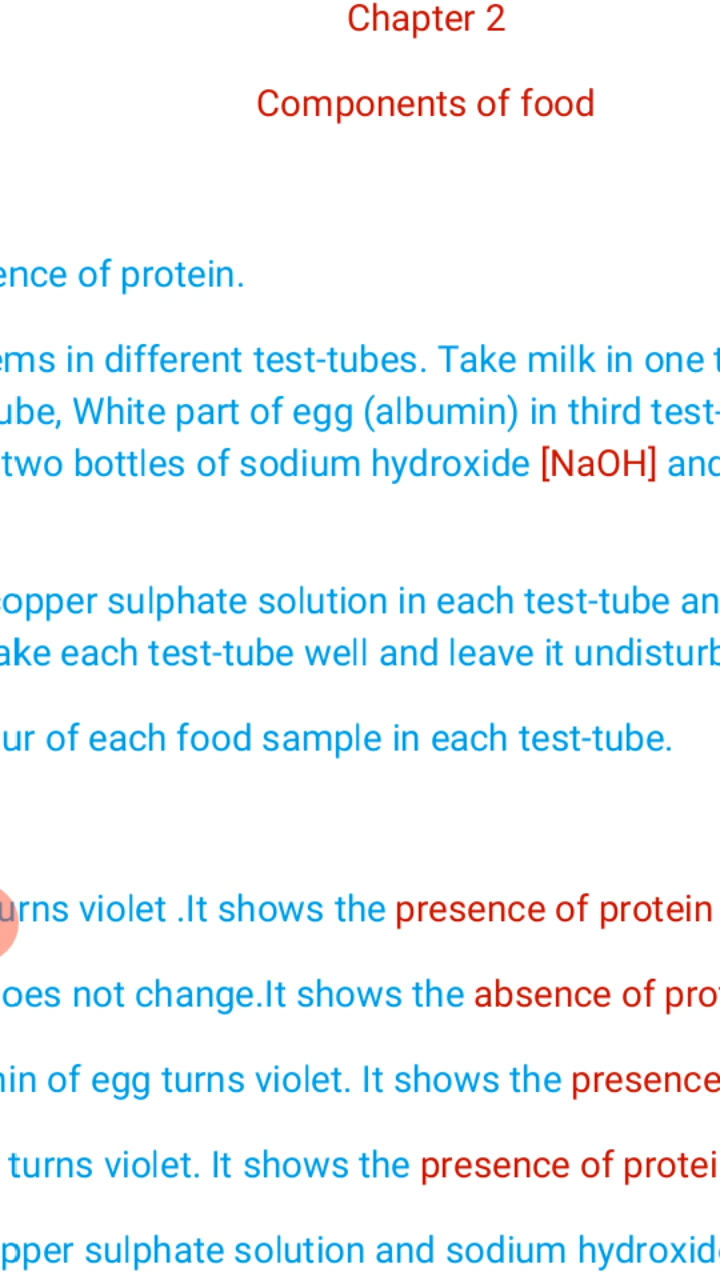 Chapter 2
Components of food
ence of protein.
ems in different test-tubes. Take milk in one t
ube, White part of egg (albumin) in third test-
two bottles of sodium hydroxide [NaOH] and
copper sulphate solution in each test-tube an
ake each test-tube well and leave it undisturb
ur of each food sample in each test-tube.
urns violet .It shows the presence of protein
oes not change.It shows the absence of pro
in of egg turns violet. It shows the presence
turns violet. It shows the presence of protei
pper sulphate solution and sodium hydroxid